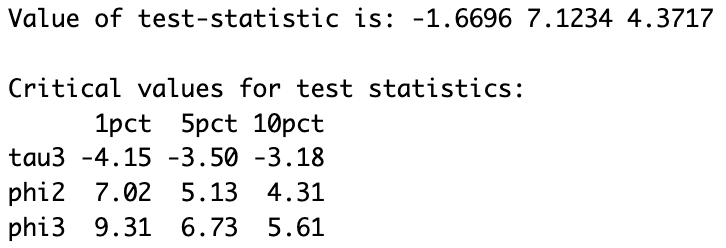 Value of test-statistic is: -1.6696 7.1234 4.3717

Critical values for test statistics:
      1pct  5pct 10pct
tau3 -4.15 -3.50 -3.18
phi2  7.02  5.13  4.31
phi3  9.31  6.73  5.61